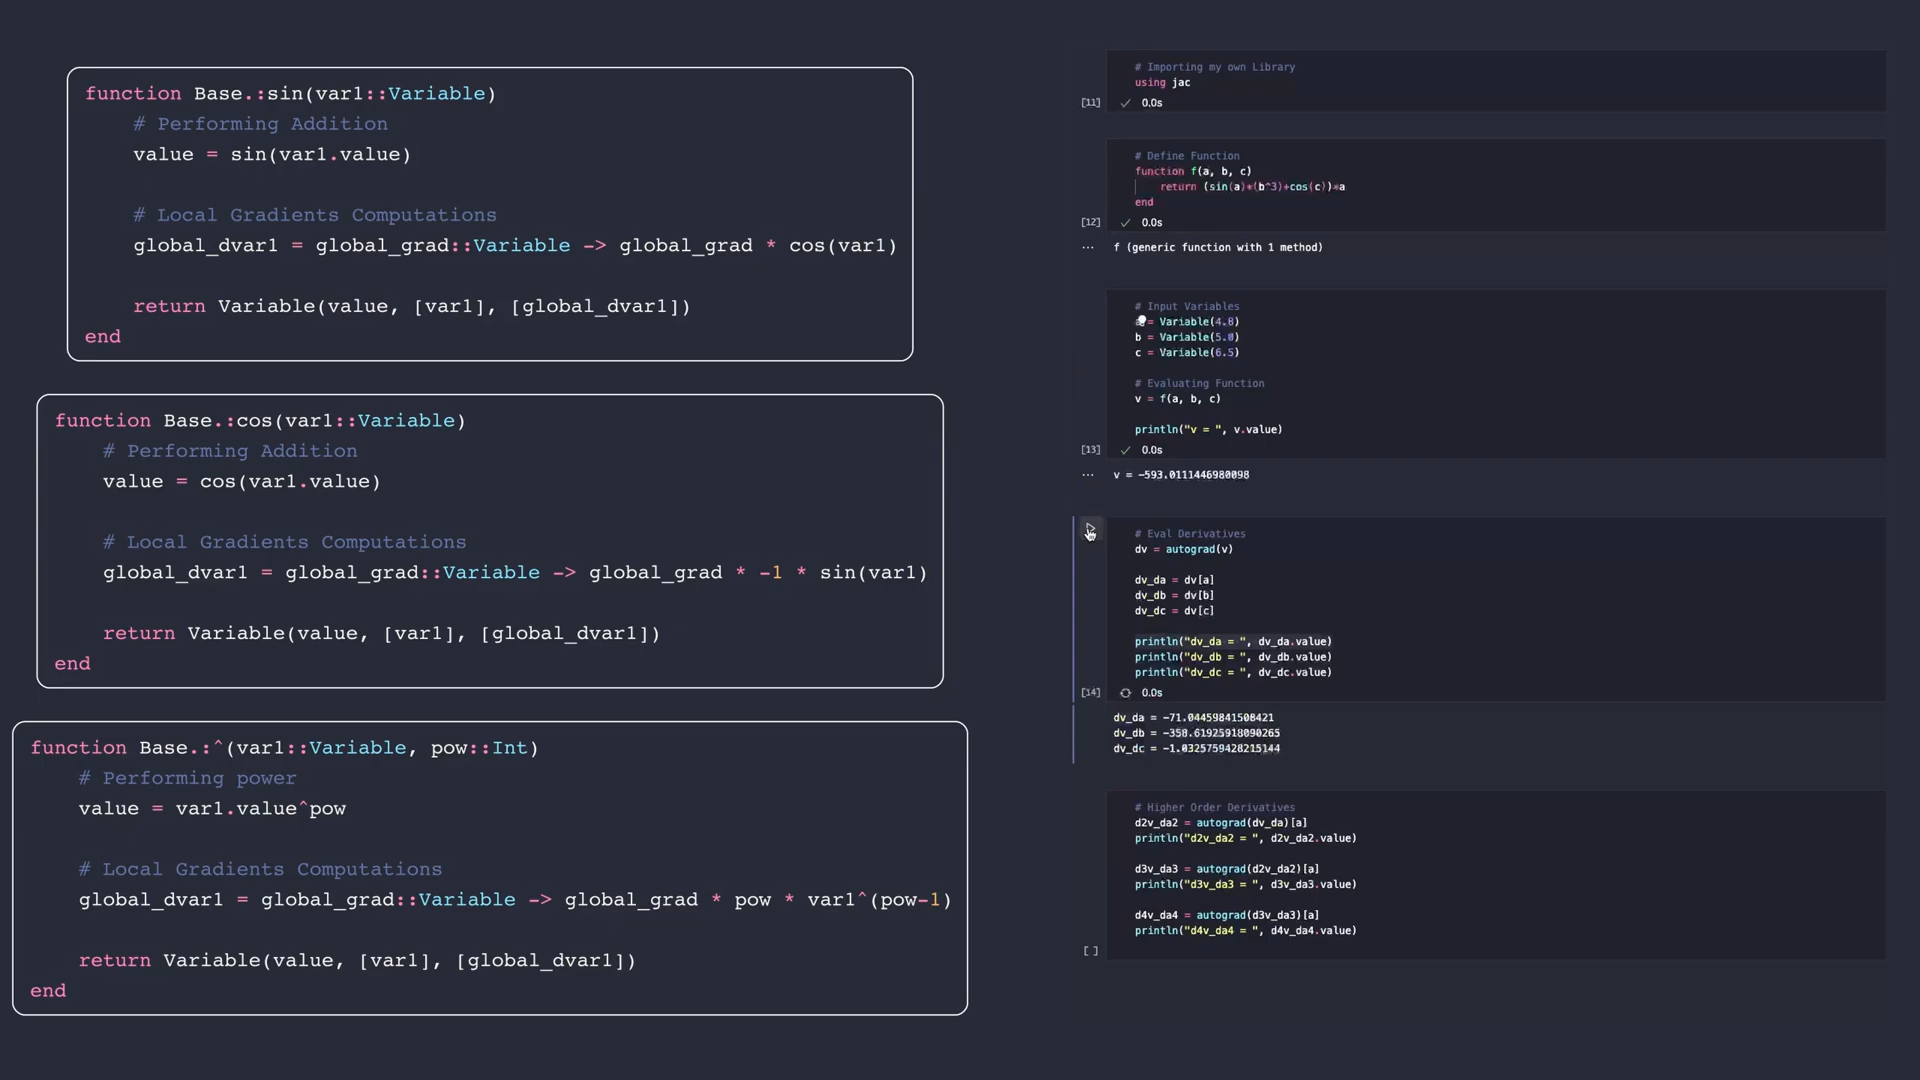 function Base.:sin(var1::Variable)
# Performing Addition
value = sin(var1.value)
# Local Gradients Computations
global_dvar1 = global_grad::Variable -> global_grad * cos(var1)
return Variable(value, [var1], [global_dvar1])
end
function Base.:cos(var1::Variable)
# Performing Addition
value = cos(var1.value)
# Local Gradients Computations
global_dvar1 = global_grad::Variable -> global_grad * -1 * sin(var1)
return Variable(value, [var1], [global_dvar1])
end
function Base.:^(var1::Variable, pow::Int)
# Performing power
value = var1.value^pow
# Local Gradients Computations
global_dvar1 = global_grad::Variable -> global_grad * pow * var1^(pow-1)
return Variable(value, [var1], [global_dvar1])
end
# Importing my own Library
using jac
[11] ✓ 0.0s
# Define Function
function f(a, b, c)
return (sin(a)*(b^3)+cos(c))*a
end
[12] ✓ 0.0s
... f (generic function with 1 method)
# Input Variables
= Variable(4.8)
b = Variable(5.0)
c = Variable(6.5)
# Evaluating Function
v = f(a, b, c)
println("v = ", v.value)
[13] ✓ 0.0s
... v = -593.0111446980098
# Eval Derivatives
dv = autograd(v)
dv_da = dv[a]
dv_db = dv[b]
dv_dc = dv[c]
println("dv_da = ", dv_da.value)
println("dv_db = ", dv_db.value)
println("dv_dc = ", dv_dc.value)
[14] 0.0s
dv_da = -71.04459841508421
dv_db = -358.61925918090265
dv_dc = -1.0325759428215144
# Higher Order Derivatives
d2v_da2 = autograd(dv_da)[a]
println("d2v_da2 = ", d2v_da2.value)
d3v_da3 = autograd(d2v_da2)[a]
println("d3v_da3 = ", d3v_da3.value)
d4v_da4 = autograd(d3v_da3)[a]
println("d4v_da4 = ", d4v_da4.value)
[ ]